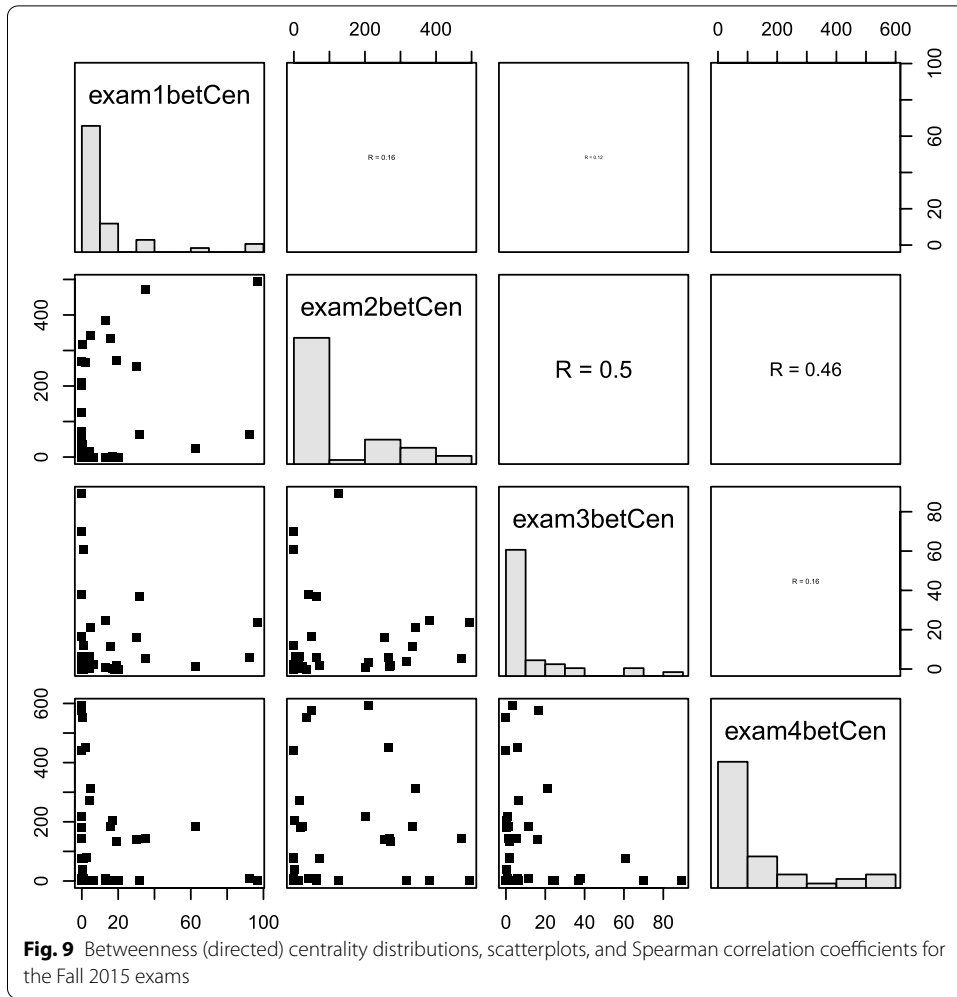 0 200 400
0 200 400 600
exam1betCen
R = 0.16
R = 0.12
0 20 40 60 80 100
exam2betCen
R = 0.5
R = 0.46
0 200 400
exam3betCen
R = 0.16
0 20 40 60 80
exam4betCen
0 200 400 600
0 20 60 100
0 20 40 60 80
Fig. 9 Betweenness (directed) centrality distributions, scatterplots, and Spearman correlation coefficients for
the Fall 2015 exams